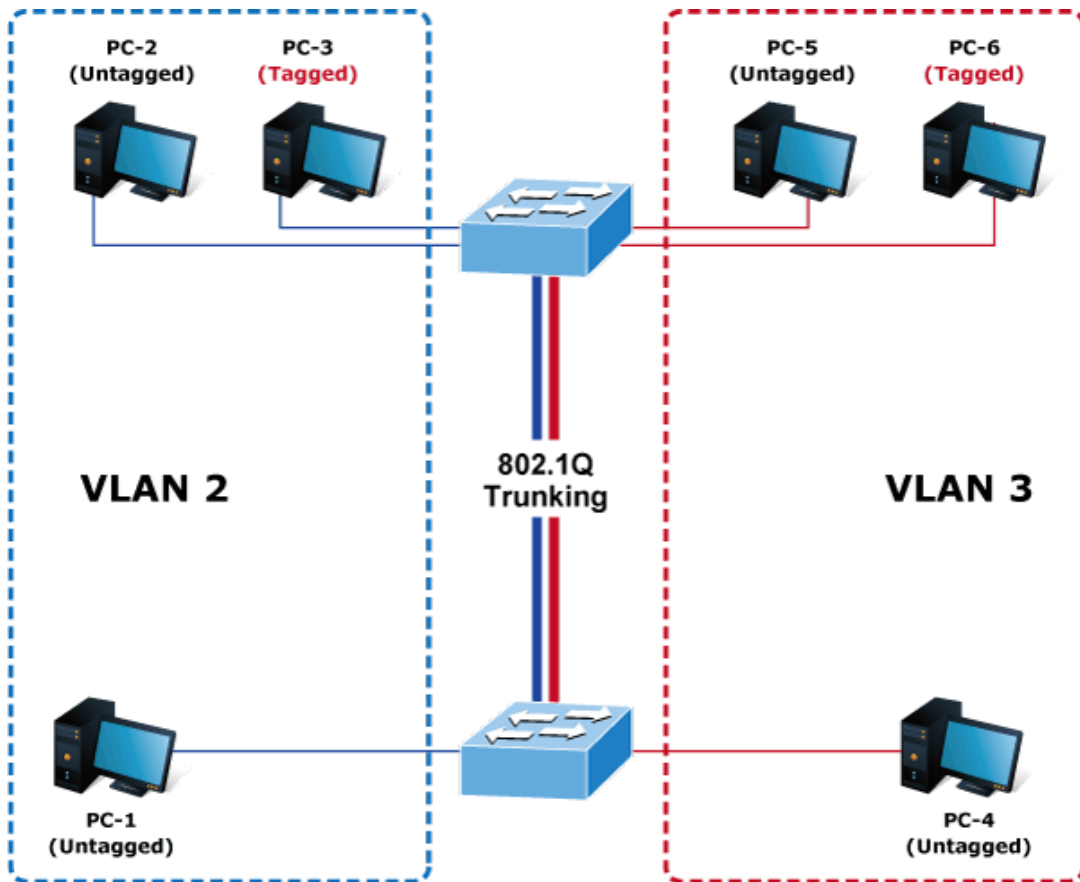 PC-2
(Untagged)
PC-3
(Tagged)
PC-5
(Untagged)
PC-6
(Tagged)
802.1Q
Trunking
VLAN 2
VLAN 3
PC-1
(Untagged)
PC-4
(Untagged)